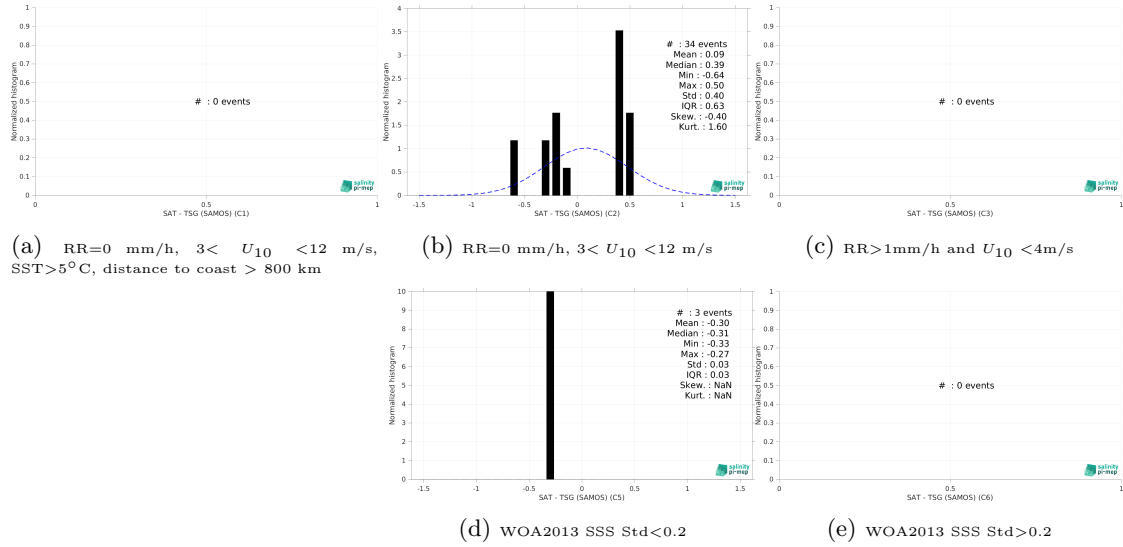 1
0.9
0.8
0.7
0.6
0.5
0.4
0.3
0.2
0.1
0
Normalized histogram
# : 0 events
salinity
pi-mep
0 0.5 1
SAT - TSG (SAMOS) (C1)
(a) RR=0 mm/h, 3< U10 <12 m/s,
SST>5°C, distance to coast > 800 km
4
3.5
3
2.5
2
1.5
1
0.5
0
Normalized histogram
# : 34 events
Mean : 0.09
Median : 0.39
Min : -0.64
Max : 0.50
Std : 0.40
IQR : 0.63
Skew. : -0.40
Kurt. : 1.60
salinity
pi-mep
-1.5 -1 -0.5 0 0.5 1 1.5
SAT - TSG (SAMOS) (C2)
(b) RR=0 mm/h, 3< U10 <12 m/s
1
0.9
0.8
0.7
0.6
0.5
0.4
0.3
0.2
0.1
0
Normalized histogram
# : 0 events
salinity
pi-mep
0 0.5 1
SAT - TSG (SAMOS) (C3)
(c) RR>1mm/h and U10 <4m/s
10
9
8
7
6
5
4
3
2
1
0
Normalized histogram
# : 3 events
Mean : -0.30
Median : -0.31
Min : -0.33
Max : -0.27
Std : 0.03
IQR : 0.03
Skew. : NaN
Kurt. : NaN
salinity
pi-mep
-1.5 -1 -0.5 0 0.5 1 1.5
SAT - TSG (SAMOS) (C5)
(d) WOA2013 SSS Std<0.2
1
0.9
0.8
0.7
0.6
0.5
0.4
0.3
0.2
0.1
0
Normalized histogram
# : 0 events
salinity
pi-mep
0 0.5 1
SAT - TSG (SAMOS) (C6)
(e) WOA2013 SSS Std>0.2